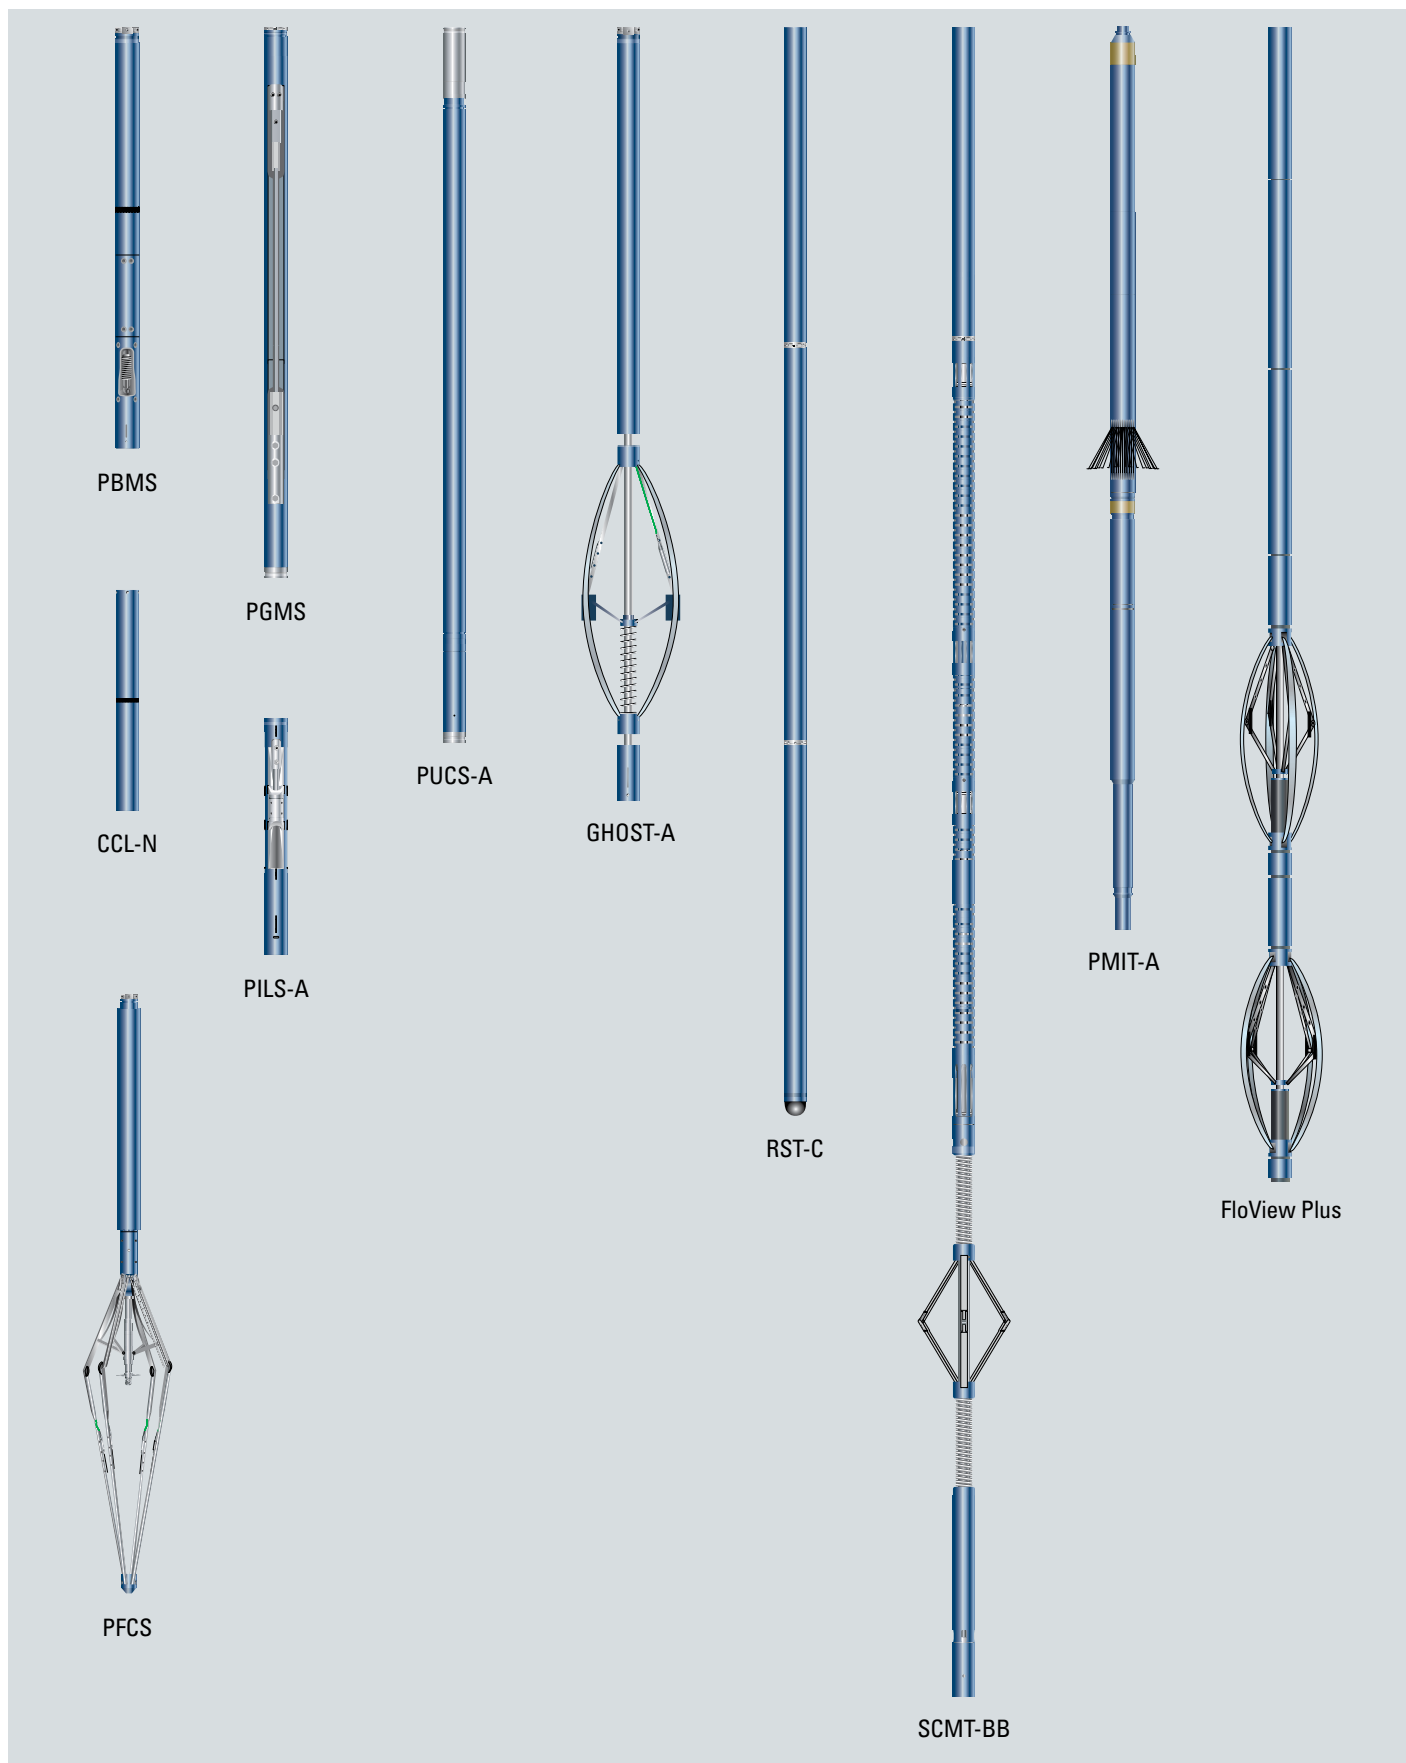 PBMS
PGMS
CCL-N
PUCS-A
GHOST-A
PILS-A
PMIT-A
RST-C
FloView Plus
PFCS
SCMT-BB